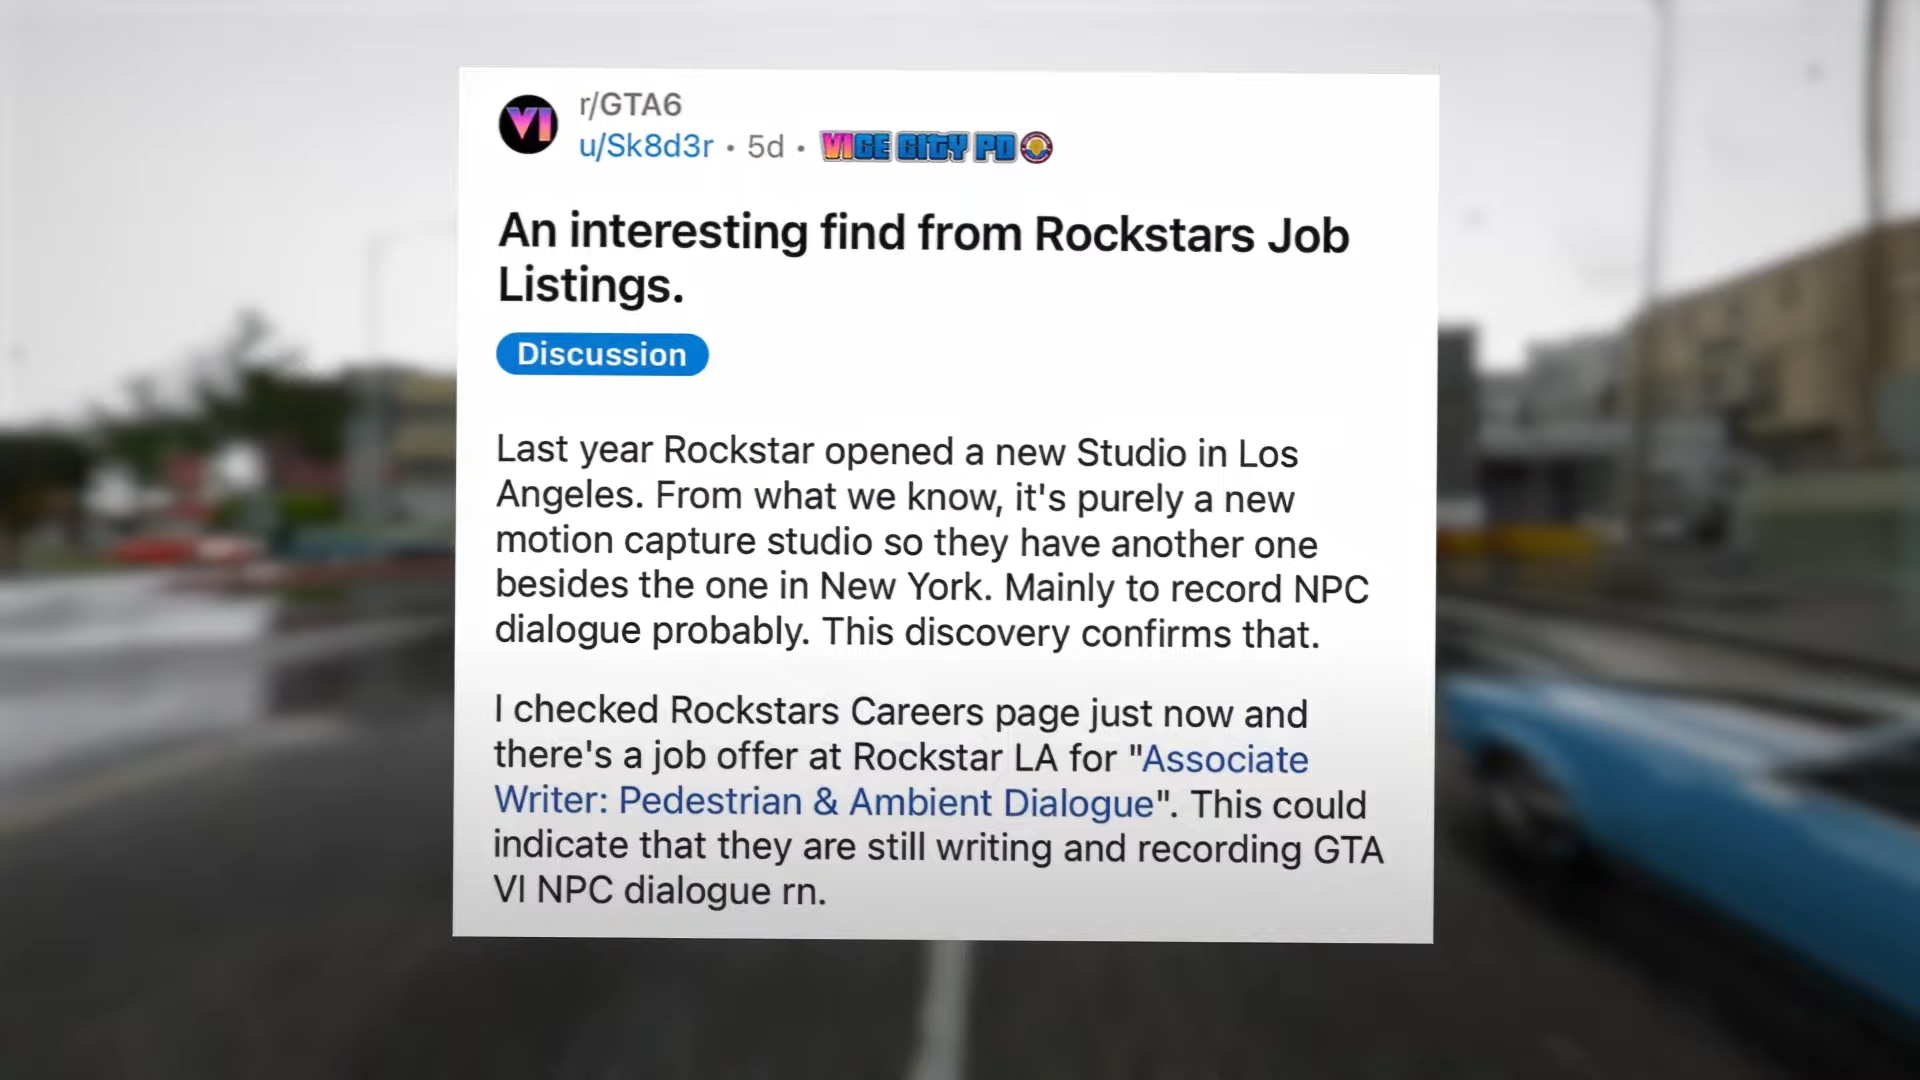 VI
r/GTA6
u/Sk8d3r • 5d • VICE CITY PD
An interesting find from Rockstars Job
Listings.
Discussion
Last year Rockstar opened a new Studio in Los
Angeles. From what we know, it's purely a new
motion capture studio so they have another one
besides the one in New York. Mainly to record NPC
dialogue probably. This discovery confirms that.
I checked Rockstars Careers page just now and
there's a job offer at Rockstar LA for "Associate
Writer: Pedestrian & Ambient Dialogue". This could
indicate that they are still writing and recording GTA
VI NPC dialogue rn.